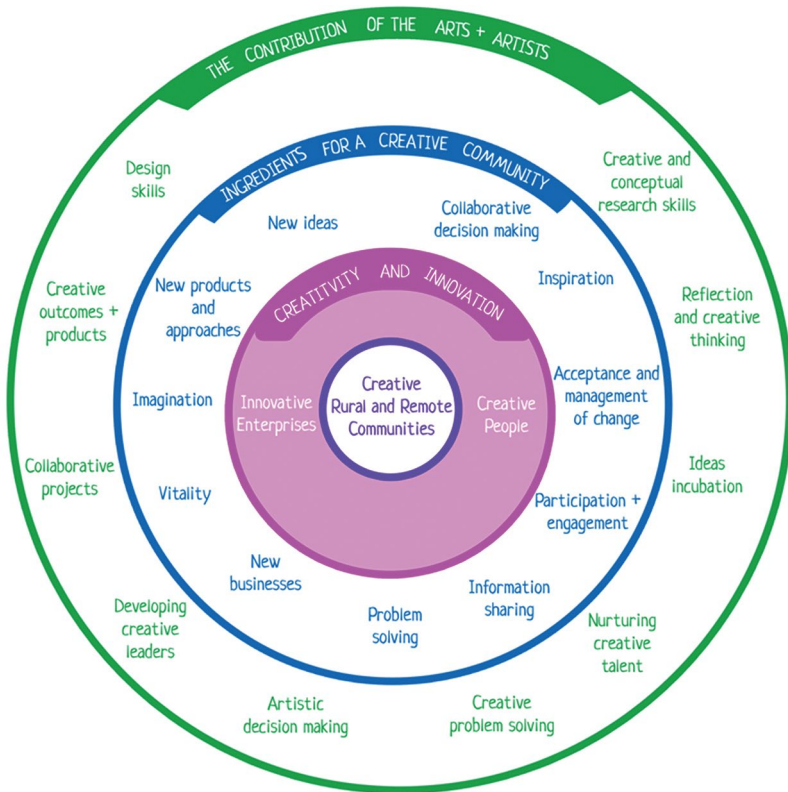 THE CONTRIBUTION OF THE ARTS + ARTISTS
Design
skills
Creative and
conceptual
research skills
Creative
outcomes +
products
Reflection
and creative
thinking
Collaborative
projects
Ideas
incubation
Developing
creative
leaders
Nurturing
creative
talent
Artistic
decision making
Creative
problem solving
INGREDIENTS FOR A CREATIVE COMMUNITY
New ideas
Collaborative
decision making
New products
and
approaches
Inspiration
Imagination
Acceptance and
management
of change
Vitality
Participation +
engagement
New
businesses
Information
sharing
Problem
solving
CREATITVITY AND INNOVATION
Innovative
Enterprises
Creative
Rural and Remote
Communities
Creative
People